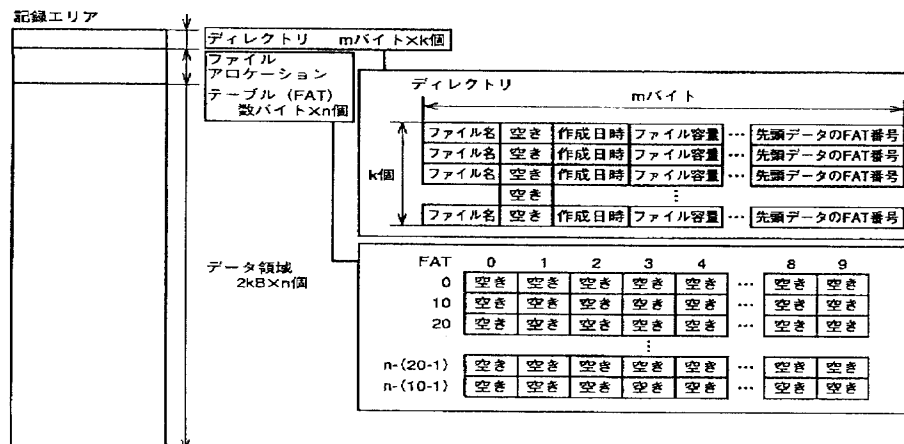 記録エリア
ディレクトリ mバイト×k個
ファイル
アロケーション
テーブル (FAT)
数バイト×n個
データ領域
2kB×n個
ディレクトリ
mバイト
k個
ファイル名 空き 作成日時 ファイル容量 … 先頭データのFAT番号
ファイル名 空き 作成日時 ファイル容量 … 先頭データのFAT番号
ファイル名 空き 作成日時 ファイル容量 … 先頭データのFAT番号
空き ⋮
ファイル名 空き 作成日時 ファイル容量 … 先頭データのFAT番号
FAT 0 1 2 3 4 8 9
0 空き 空き 空き 空き 空き … 空き 空き
10 空き 空き 空き 空き 空き … 空き 空き
20 空き 空き 空き 空き 空き … 空き 空き
⋮
n-(20-1) 空き 空き 空き 空き 空き … 空き 空き
n-(10-1) 空き 空き 空き 空き 空き … 空き 空き